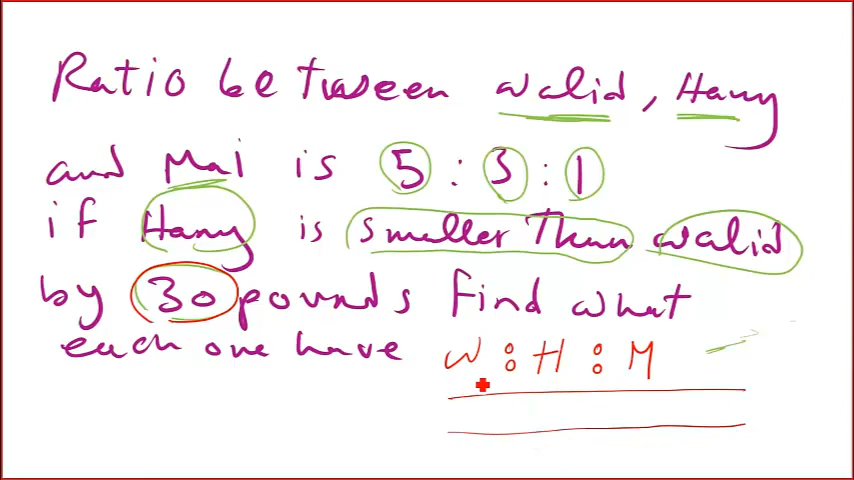 Ratio between walid, Hany
and Mai is 5 : 3 : 1
if Hany is smaller Than walid
by 30 pounds find what
each one have W : H : M